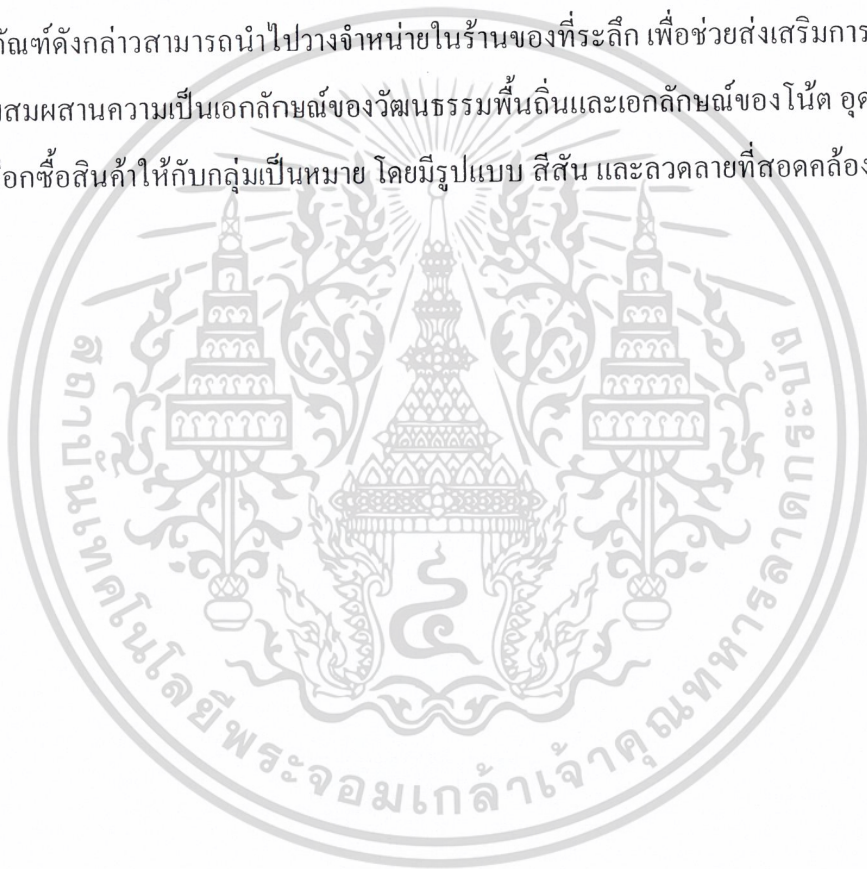 ภัณฑ์ดังกล่าวสามารถนำไปวางจำหน่ายในร้านของที่ระลึก เพื่อช่วยส่งเสริมการ
สมผสานความเป็นเอกลักษณ์ของวัฒนธรรมพื้นถิ่นและเอกลักษณ์ของโน้ต อุด
ือกซื้อสินค้าให้กับกลุ่มเป็นหมาย โดยมีรูปแบบ สีสัน และลวดลายที่สอดคล้อง
สถาบันเทคโนโลยีพระจอมเกล้าเจ้าคุณทหารลาดกระบัง
๔